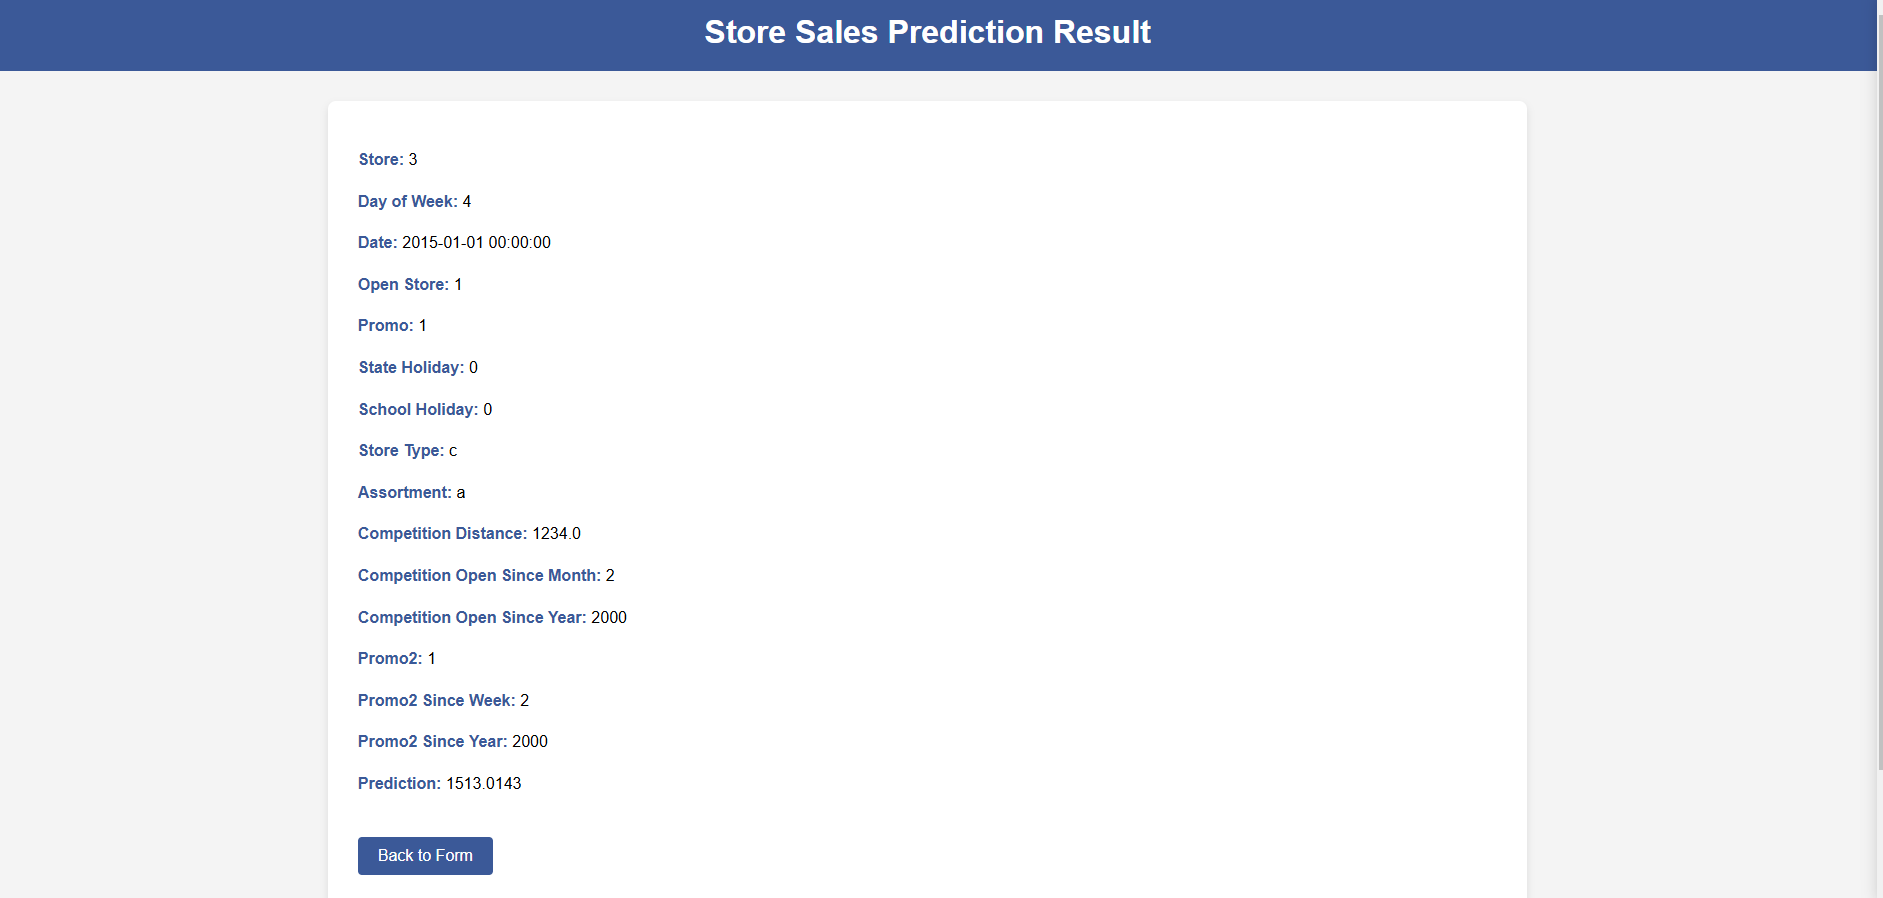 Store Sales Prediction Result
Store: 3
Day of Week: 4
Date: 2015-01-01 00:00:00
Open Store: 1
Promo: 1
State Holiday: 0
School Holiday: 0
Store Type: c
Assortment: a
Competition Distance: 1234.0
Competition Open Since Month: 2
Competition Open Since Year: 2000
Promo2: 1
Promo2 Since Week: 2
Promo2 Since Year: 2000
Prediction: 1513.0143
Back to Form